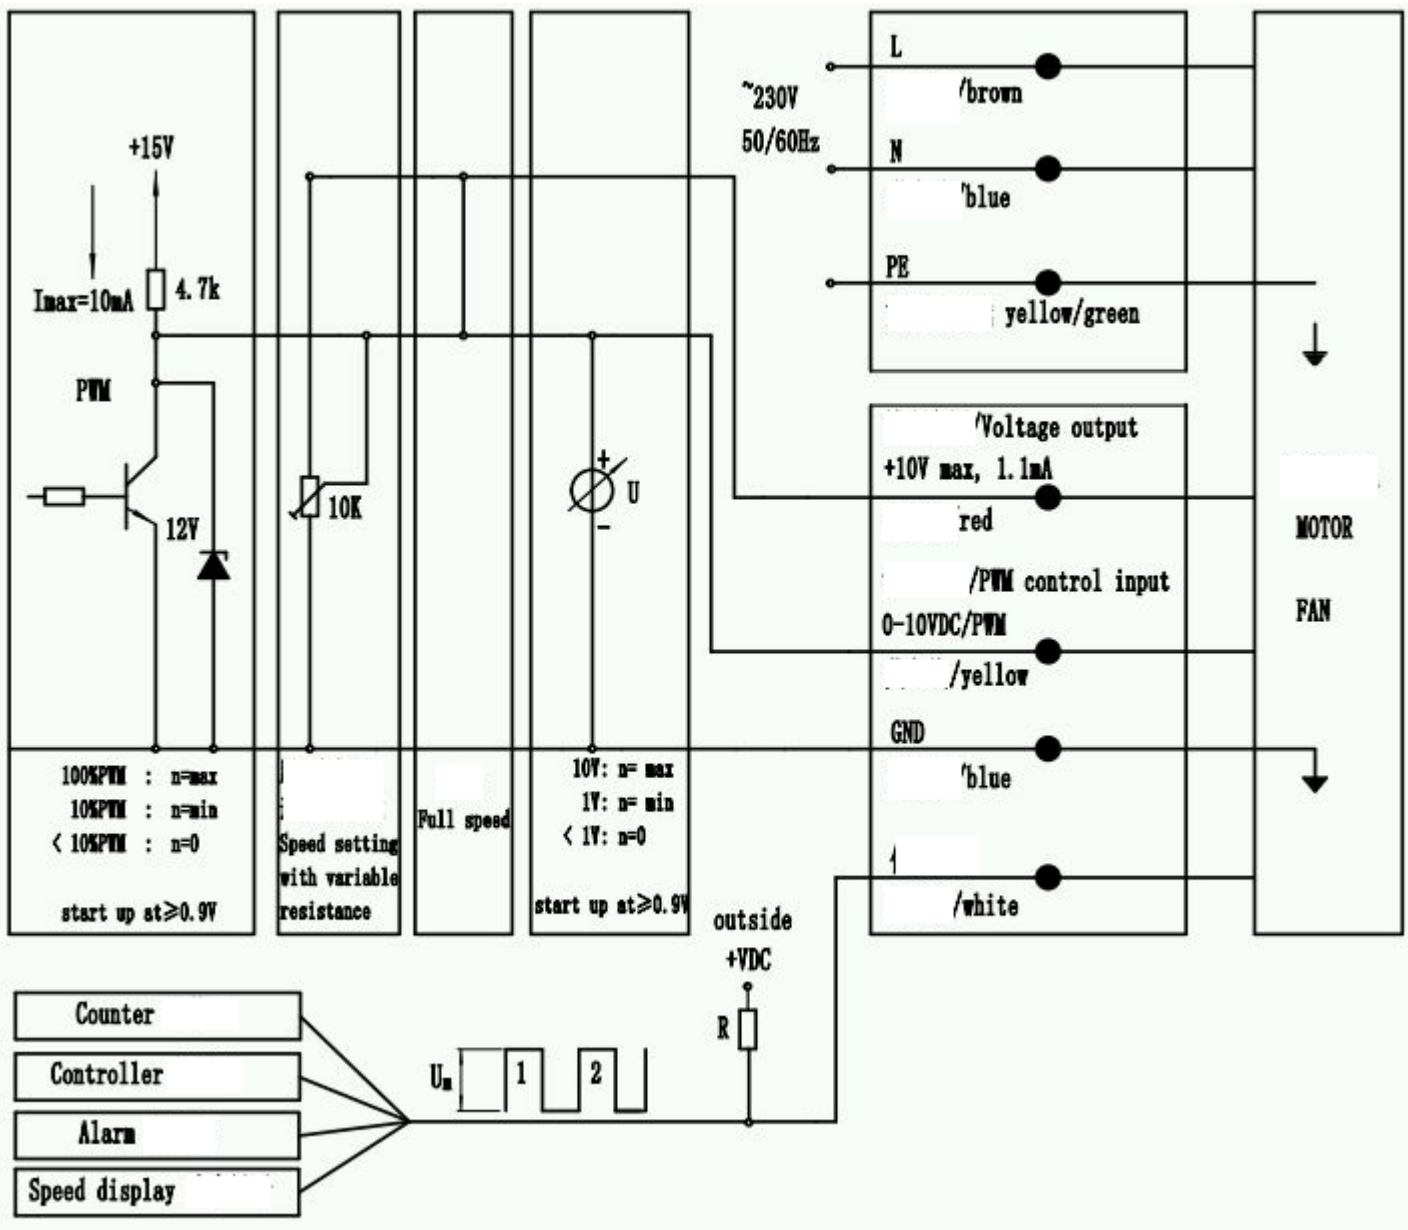 +15V
Imax=10mA
4.7k
PWM
12V
100%PWM : n=max
10%PWM : n=min
< 10%PWM : n=0
start up at≥0.9V
10K
Speed setting
with variable
resistance
Full speed
+
U
-
10V: n= max
1V: n= min
< 1V: n=0
start up at≥0.9V
~230V
50/60Hz
L
/brown
N
/blue
PE
yellow/green
/Voltage output
+10V max, 1.1mA
/red
/PWM control input
0-10VDC/PWM
/yellow
GND
/blue
/white
MOTOR
FAN
outside
+VDC
R
Counter
Controller
Alarm
Speed display
Um
1
2